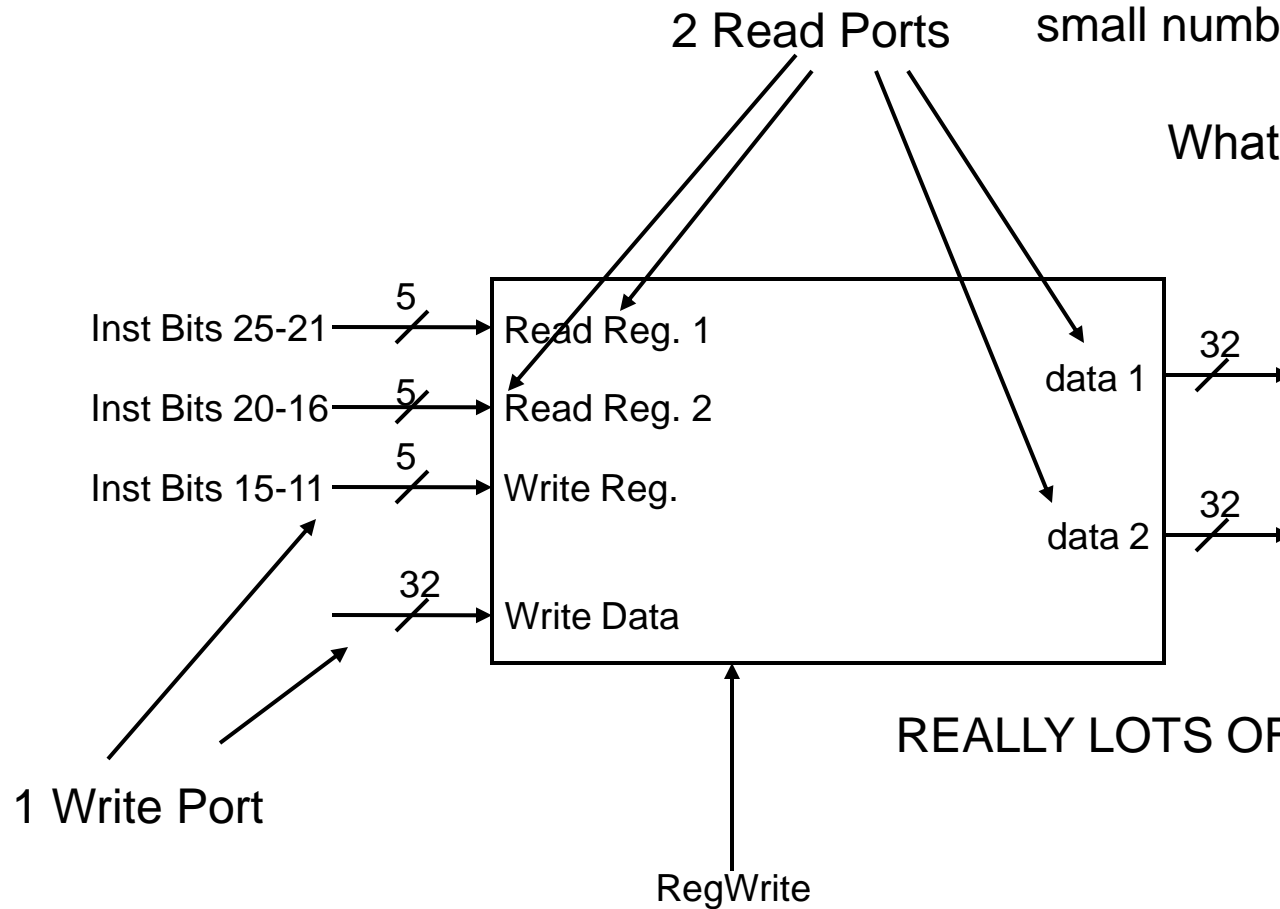 2 Read Ports
small numb
What
5
Inst Bits 25-21
Read Reg. 1
32
data 1
5
Inst Bits 20-16
Read Reg. 2
5
Inst Bits 15-11
Write Reg.
32
data 2
32
Write Data
REALLY LOTS OF
1 Write Port
RegWrite